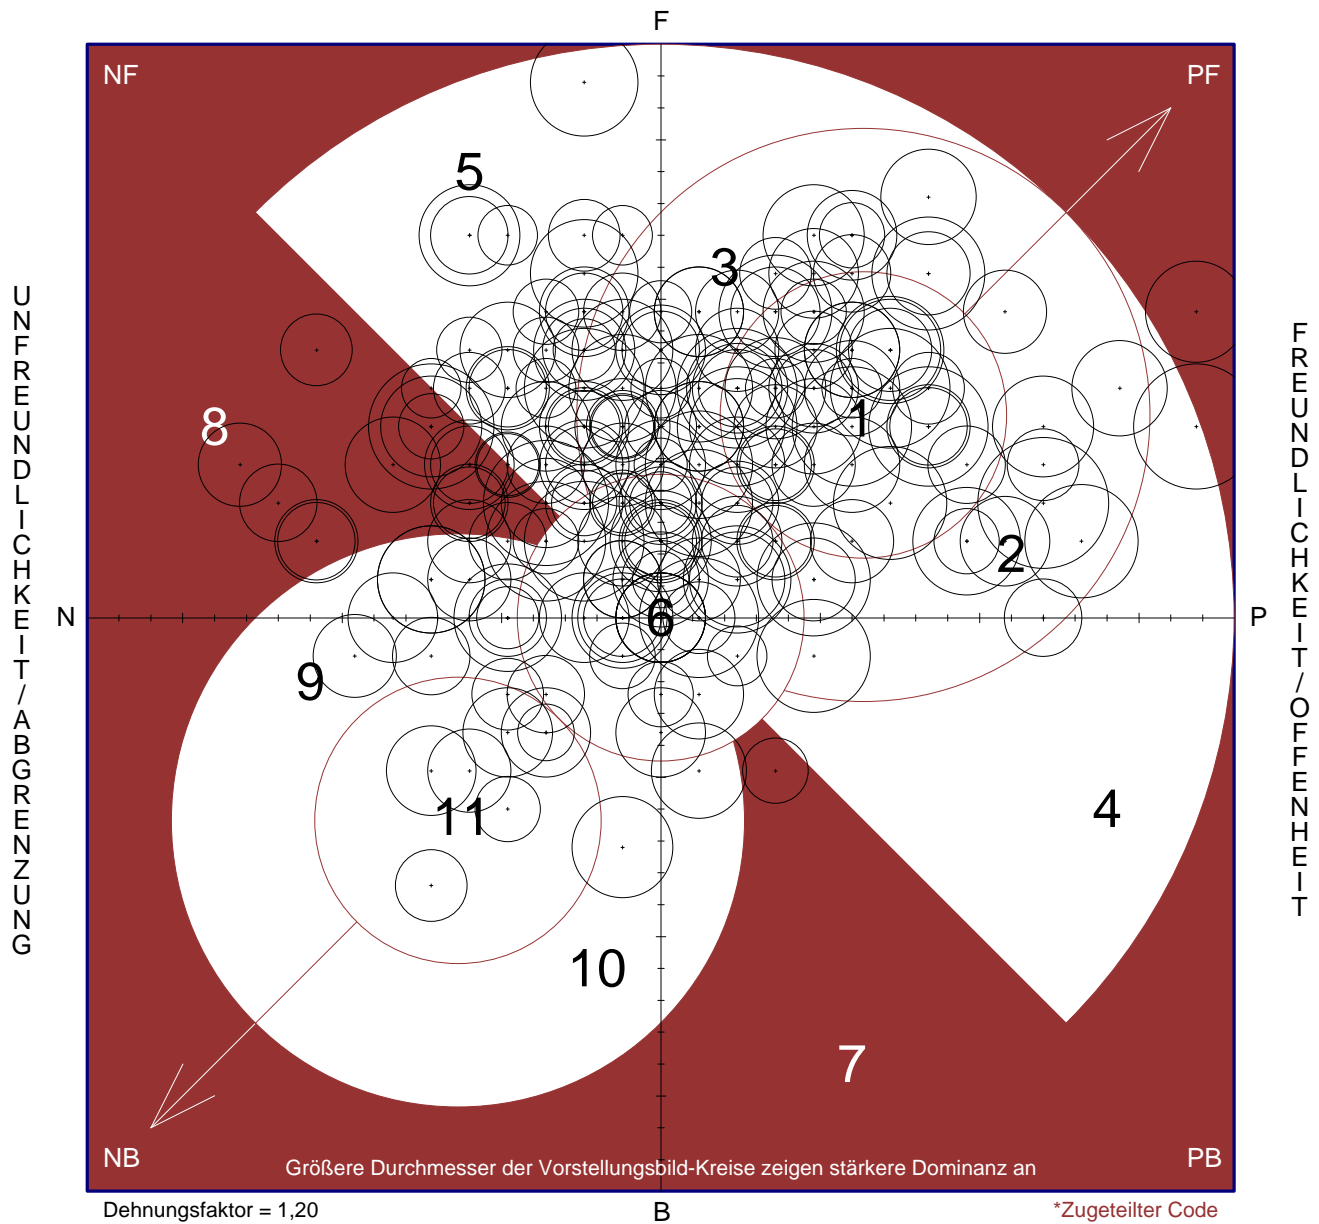 F
NF
PF
5
3
UNFREUNDLICHKEIT/ABGRENZUNG
FREUNDLICHKEIT/OFFENHEIT
8
1
2
N
6
P
9
4
11
10
7
NB
Größere Durchmesser der Vorstellungsbild-Kreise zeigen stärkere Dominanz an
PB
Dehnungsfaktor = 1,20
B
*Zugeteilter Code